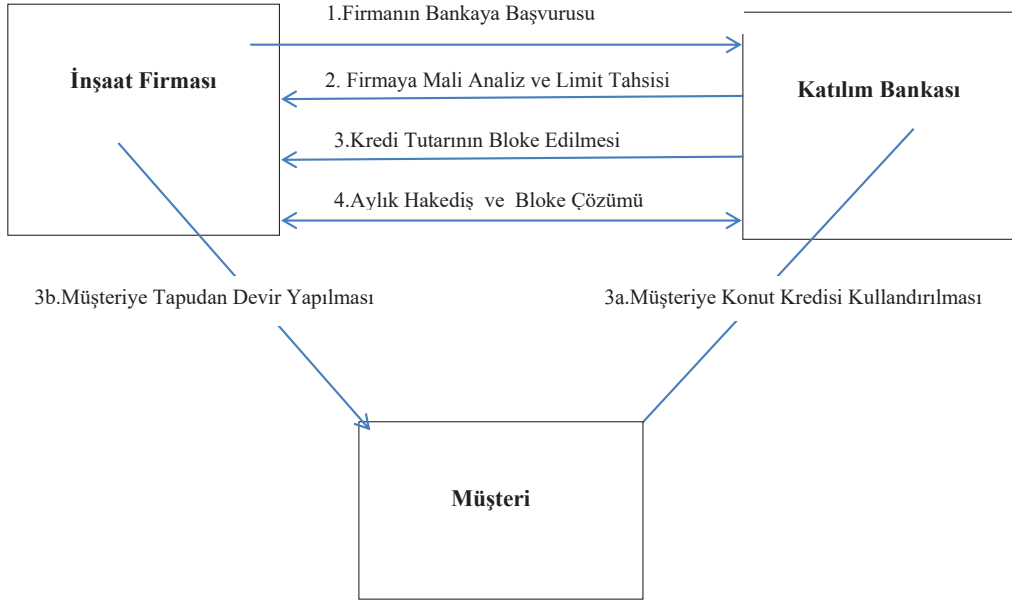 1.Firmanın Bankaya Başvurusu
İnşaat Firması
2. Firmaya Mali Analiz ve Limit Tahsisi
Katılım Bankası
3.Kredi Tutarının Bloke Edilmesi
4.Aylık Hakediş ve Bloke Çözümü
3b.Müşteriye Tapudan Devir Yapılması
3a.Müşteriye Konut Kredisi Kullandırılması
Müşteri